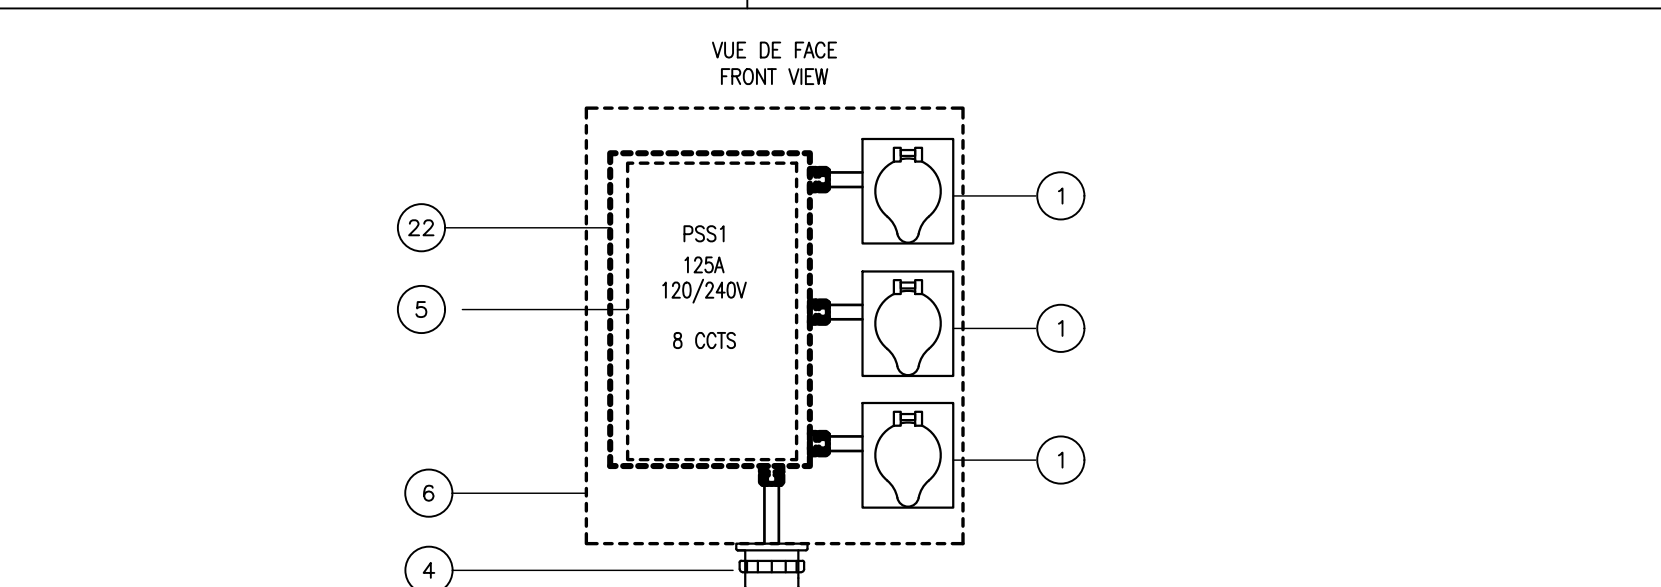 VUE DE FACE
FRONT VIEW
1
22
PSS1
125A
120/240V
5
1
8 CCTS
1
6
4